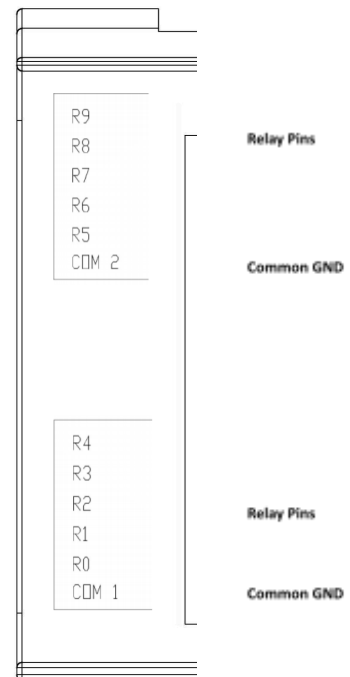 R9
R8
R7
R6
R5
COM 2
Relay Pins
Common GND
R4
R3
R2
R1
R0
COM 1
Relay Pins
Common GND